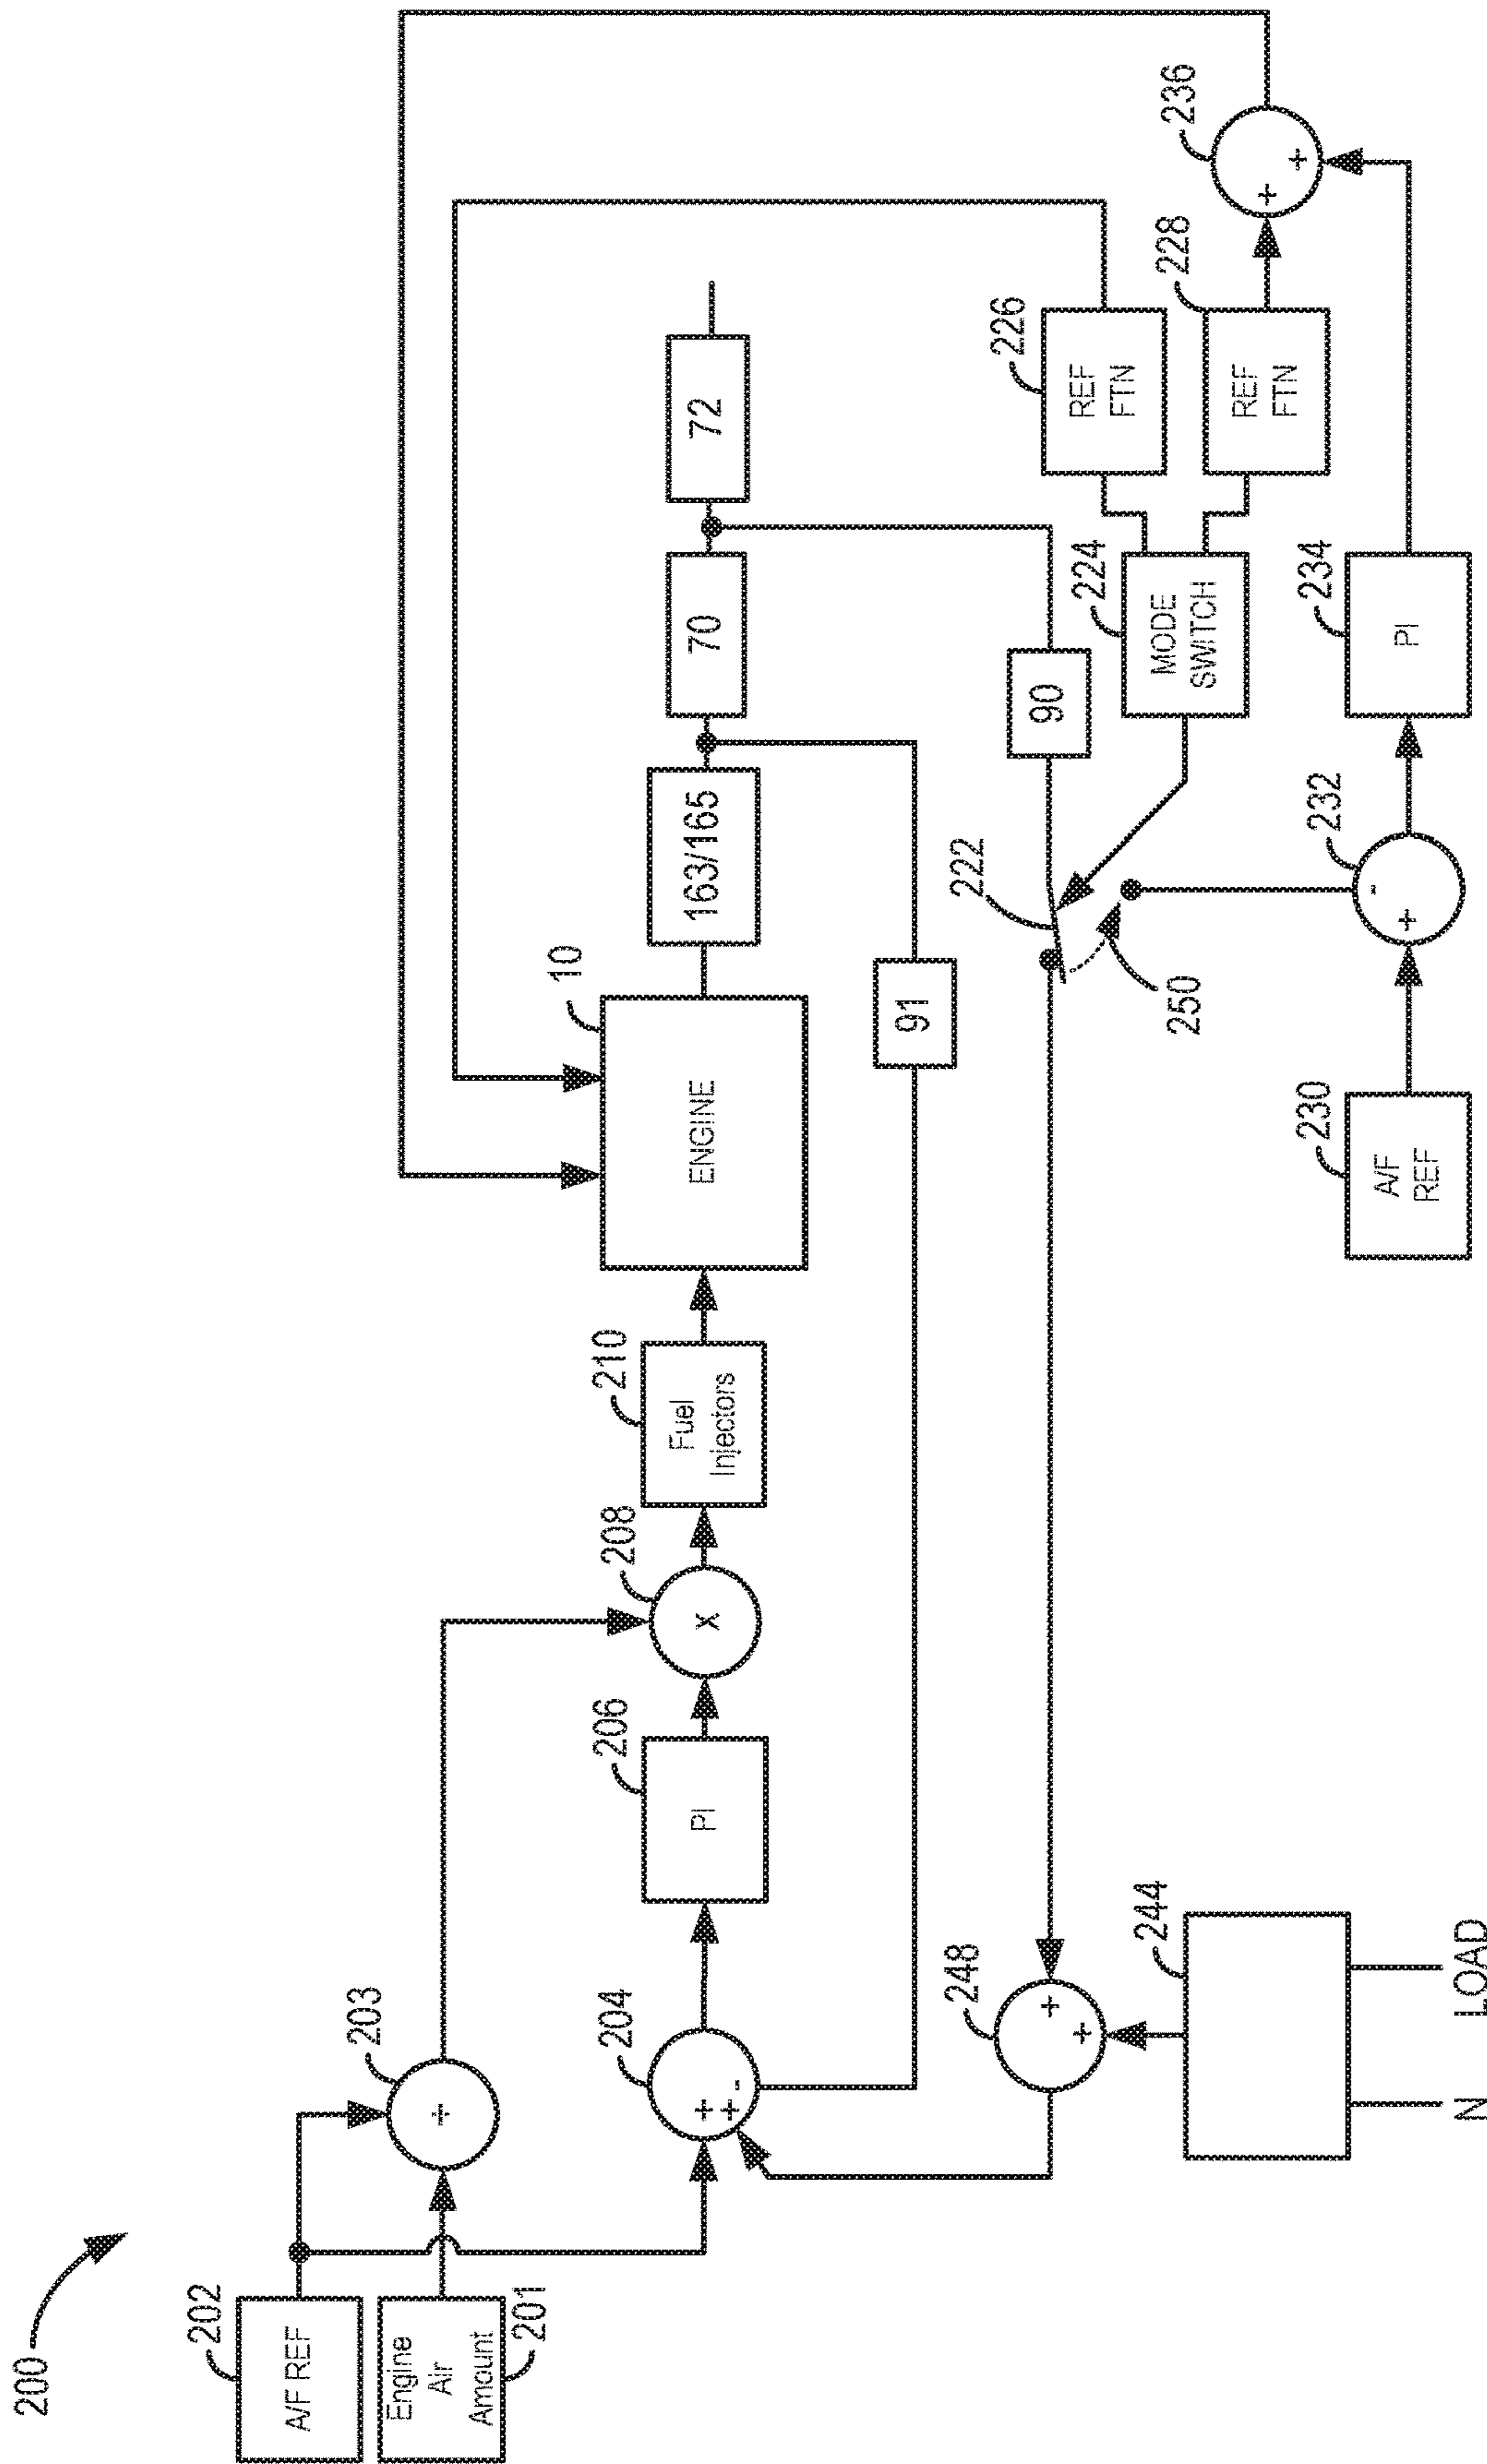 200
202
A/F REF
Engine
Air
Amount
201
203
÷
204
+
+
-
206
PI
208
X
210
Fuel
Injectors
10
ENGINE
163/165
70
72
91
90
222
250
224
MODE
SWITCH
226
REF
FTN
228
REF
FTN
236
+
+
230
A/F
REF
232
+
-
234
PI
248
+
+
244
N
LOAD